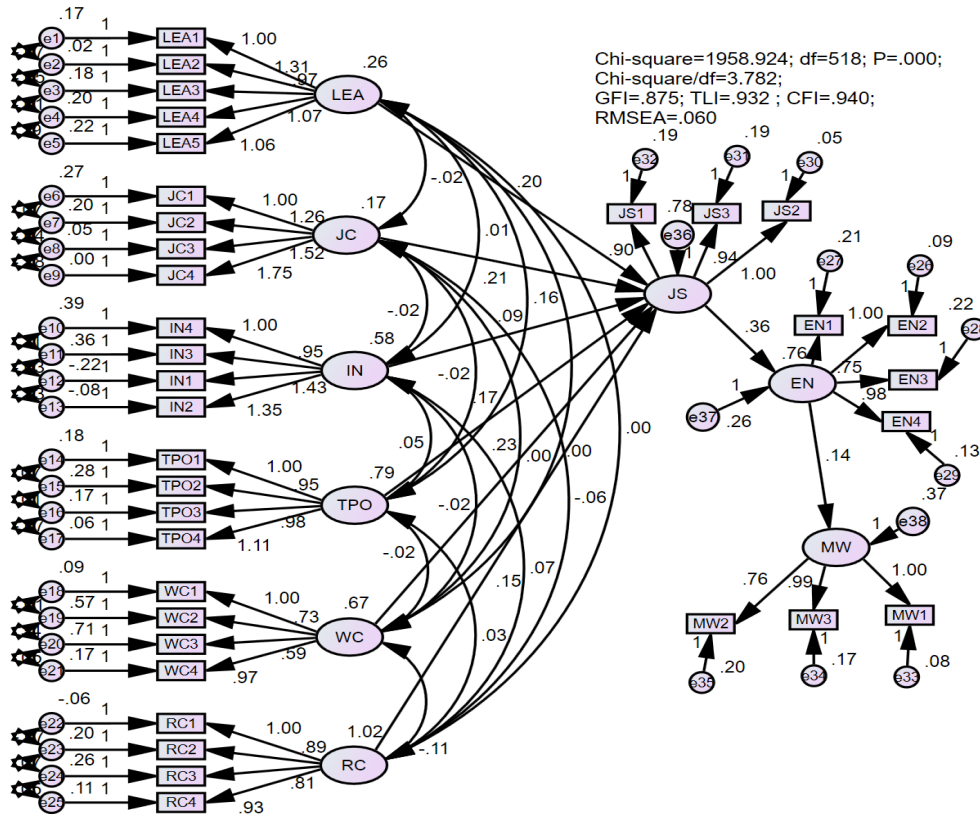 Chi-square=1958.924; df=518; P=.000;
Chi-square/df=3.782;
GFI=.875; TLI=.932 ; CFI=.940;
RMSEA=.060
.17
e1 1 LEA1 1.00
.02
e2 1 LEA2 1.31
.18
e3 1 LEA3 .97
.20
e4 1 LEA4 1.07
.22
e5 1 LEA5 1.06
.26
LEA
.27
e6 1 JC1 1.00
.20
e7 1 JC2 1.26
.05
e8 1 JC3 1.52
.00
e9 1 JC4 1.75
.17
JC
.39
e10 1 IN4 1.00
.36
e11 1 IN3 .95
-.22
e12 1 IN1 1.43
-.08
e13 1 IN2 1.35
.58
IN
.18
e14 1 TPO1 1.00
.28
e15 1 TPO2 .95
.17
e16 1 TPO3 .98
.06
e17 1 TPO4 1.11
.79
TPO
.09
e18 1 WC1 1.00
.57
e19 1 WC2 .73
.71
e20 1 WC3 .59
.17
e21 1 WC4 .97
.67
WC
-.06
e22 1 RC1 1.00
.20
e23 1 RC2 .89
.26
e24 1 RC3 .81
.11
e25 1 RC4 .93
1.02
RC
-.02
.01
.20
.21
.16
-.02
.09
-.02
.17
.00
.05
.23
.00
-.02
-.06
-.02
.15
.07
.03
-.11
.19
e32
1
JS1
.90
.19
e31
1
JS3
.94
.05
e30
1
JS2
1.00
.78
e36
1
JS
.36
.21
e27
1
EN1
.76
.09
e26
1
EN2
1.00
.22
1
EN3
.75
EN4
.98
1
.13
e29
EN
e37
1
.26
.14
.37
e38
1
MW
.76
.99
1.00
MW2
MW3
MW1
1
1
1
e35
.20
e34
.17
e33
.08